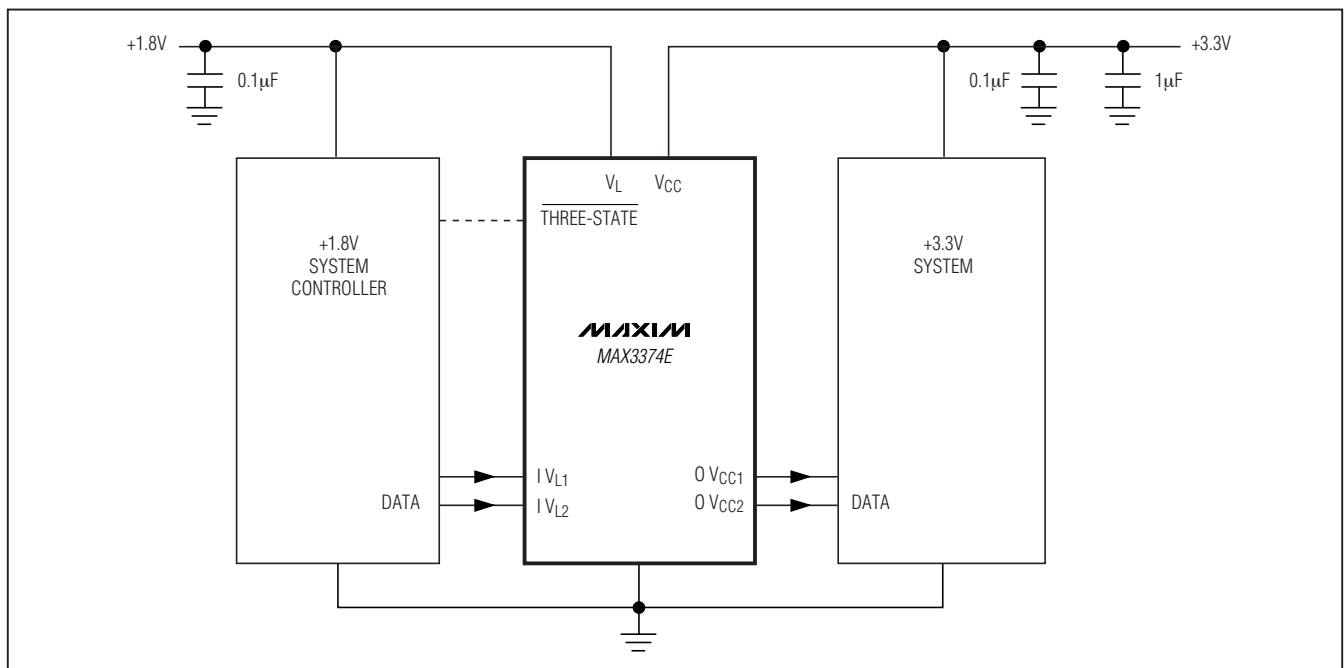 +1.8V
+3.3V
0.1μF
0.1μF
1μF
VL
VCC
THREE-STATE
+1.8V
SYSTEM
CONTROLLER
+3.3V
SYSTEM
MAXIM
MAX3374E
I VL1
O VCC1
DATA
I VL2
O VCC2
DATA